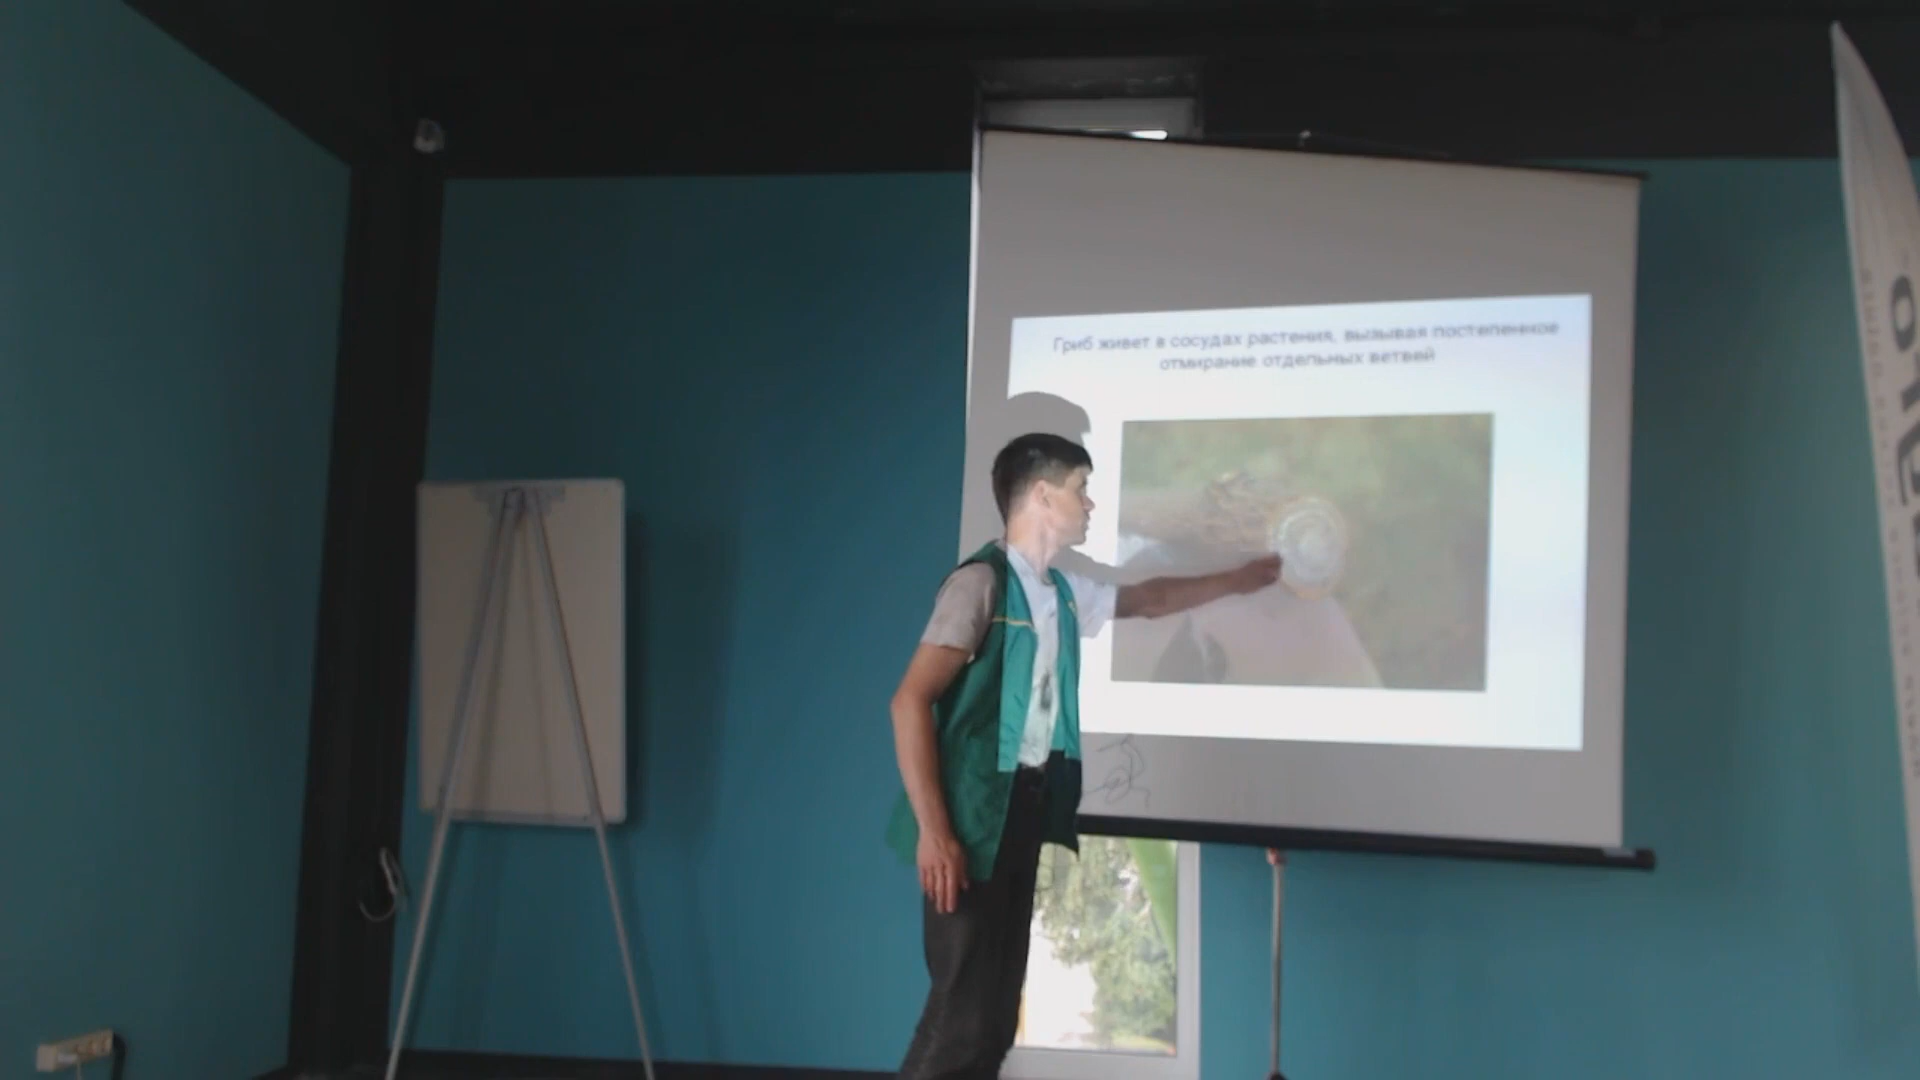 Гриб живет в сосудах растения, вызывая постепенное
отмирание отдельных ветвей